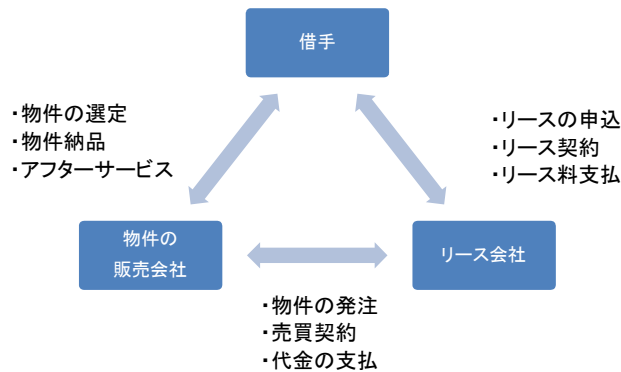 借手
・物件の選定
・物件納品
・アフターサービス
・リースの申込
・リース契約
・リース料支払
物件の
販売会社
リース会社
・物件の発注
・売買契約
・代金の支払